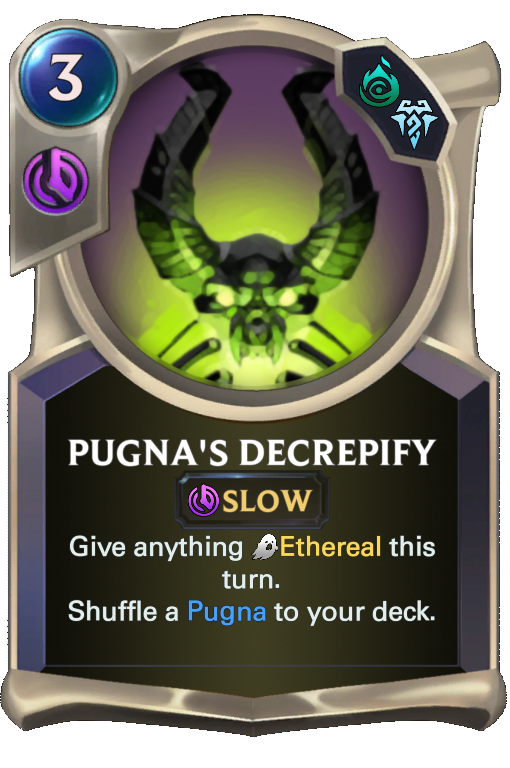 3
PUGNA'S DECREPIFY
SLOW
Give anything Ethereal this
turn.
Shuffle a Pugna to your deck.